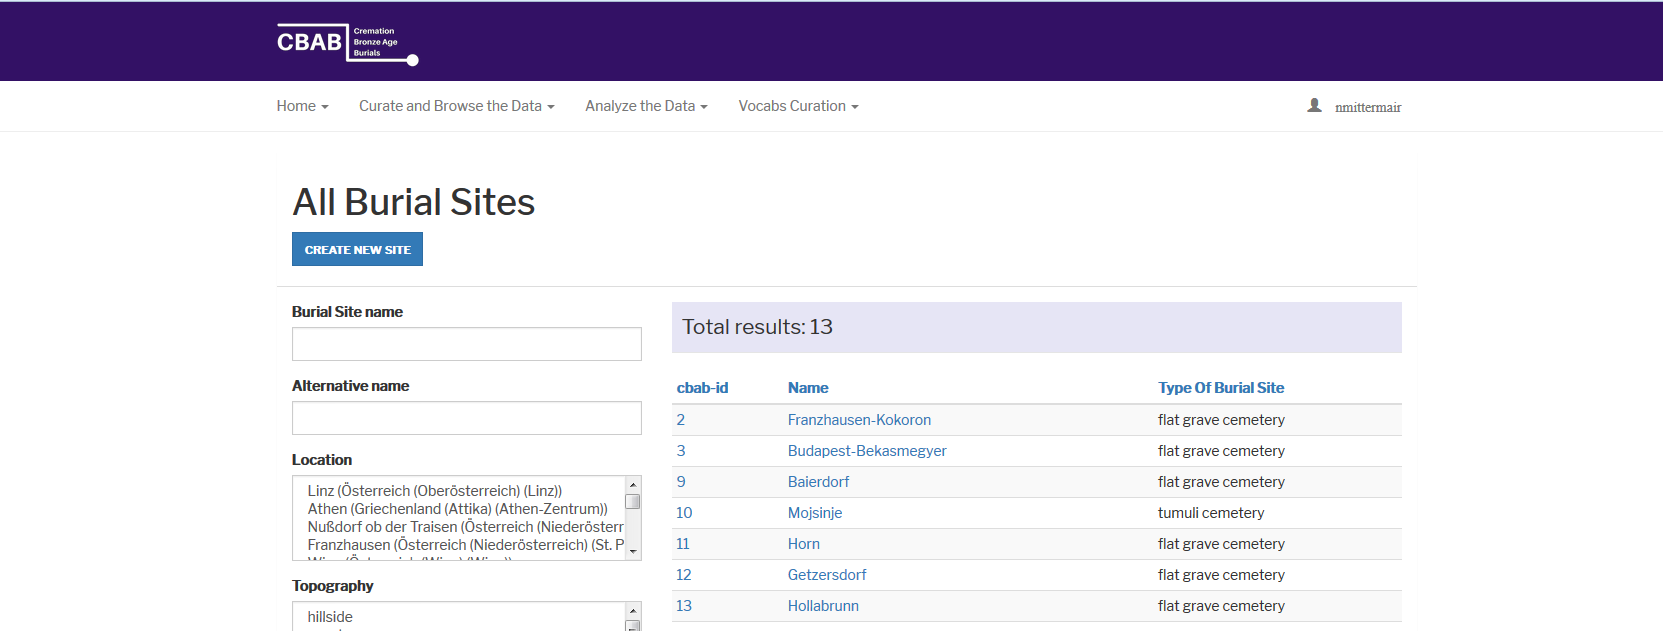 CBAB
Cremation
Bronze Age
Burials
Home
Curate and Browse the Data
Analyze the Data
Vocabs Curation
nmittermair
All Burial Sites
CREATE NEW SITE
Burial Site name
Alternative name
Location
Linz (Österreich (Oberösterreich) (Linz))
Athen (Griechenland (Attika) (Athen-Zentrum))
Nußdorf ob der Traisen (Österreich (Niederösterr
Franzhausen (Österreich (Niederösterreich) (St. P
Topography
hillside
Total results: 13
cbab-id Name Type Of Burial Site
2 Franzhausen-Kokoron flat grave cemetery
3 Budapest-Bekasmegyer flat grave cemetery
9 Baierdorf flat grave cemetery
10 Mojsinje tumuli cemetery
11 Horn flat grave cemetery
12 Getzersdorf flat grave cemetery
13 Hollabrunn flat grave cemetery